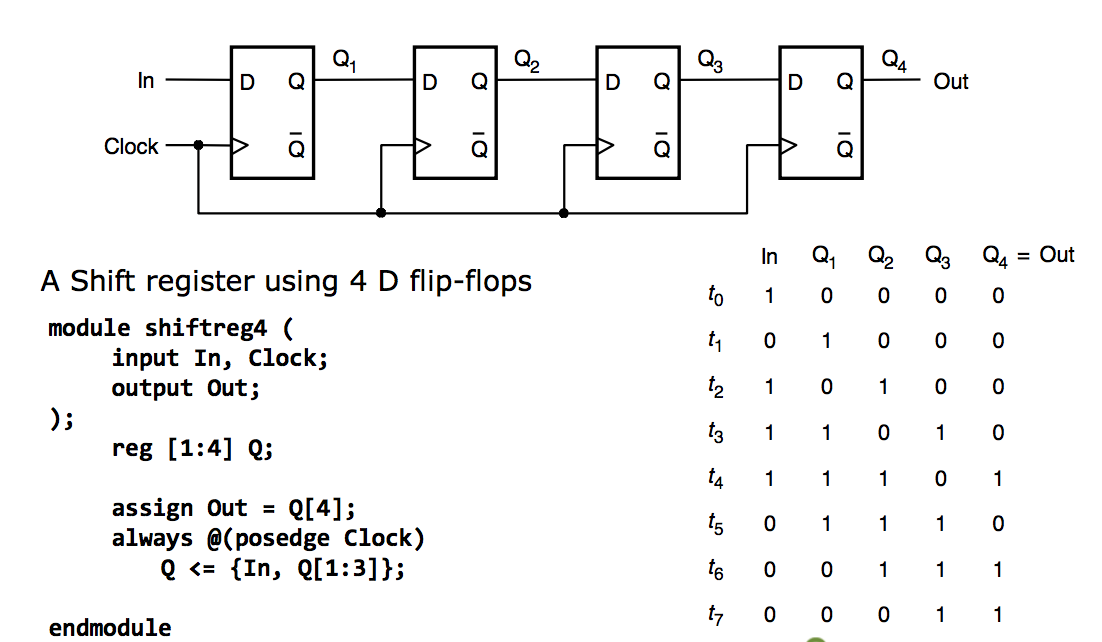 Q1 Q2 Q3 Q4
In D Q D Q D Q D Q Out
Clock Q̅ Q̅ Q̅ Q̅
A Shift register using 4 D flip-flops
module shiftreg4 (
input In, Clock;
output Out;
);
reg [1:4] Q;
assign Out = Q[4];
always @(posedge Clock)
Q <= {In, Q[1:3]};
endmodule
In Q1 Q2 Q3 Q4 = Out
t0 1 0 0 0 0
t1 0 1 0 0 0
t2 1 0 1 0 0
t3 1 1 0 1 0
t4 1 1 1 0 1
t5 0 1 1 1 0
t6 0 0 1 1 1
t7 0 0 0 1 1